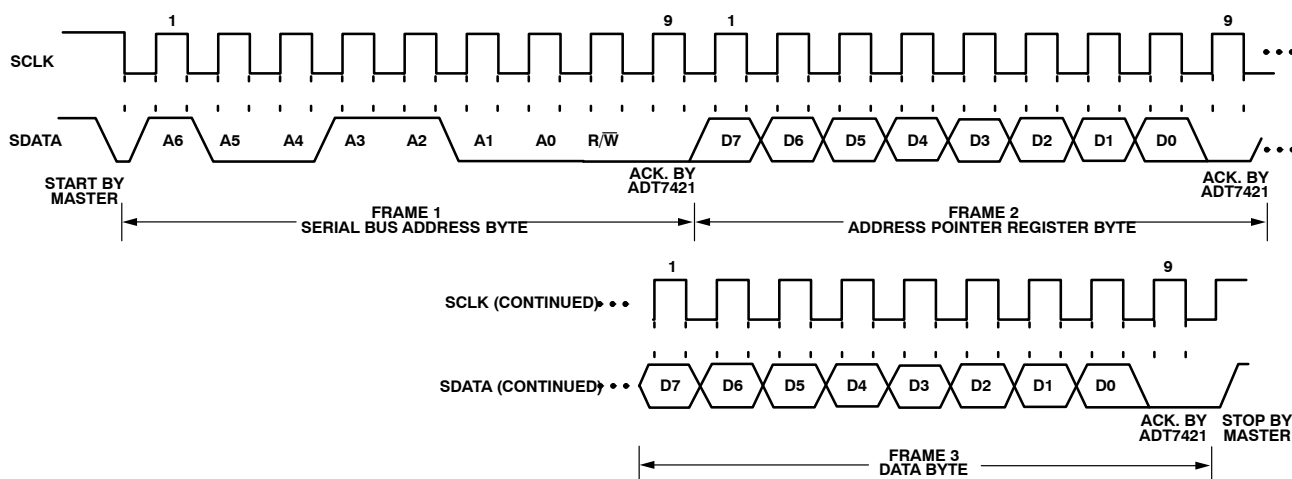 1 9 1 9
SCLK
SDATA A6 A5 A4 A3 A2 A1 A0 R/W̅ D7 D6 D5 D4 D3 D2 D1 D0
START BY
MASTER
ACK. BY
ADT7421
ACK. BY
ADT7421
FRAME 1
SERIAL BUS ADDRESS BYTE
FRAME 2
ADDRESS POINTER REGISTER BYTE
1 9
SCLK (CONTINUED)
SDATA (CONTINUED) D7 D6 D5 D4 D3 D2 D1 D0
ACK. BY
ADT7421
STOP BY
MASTER
FRAME 3
DATA BYTE